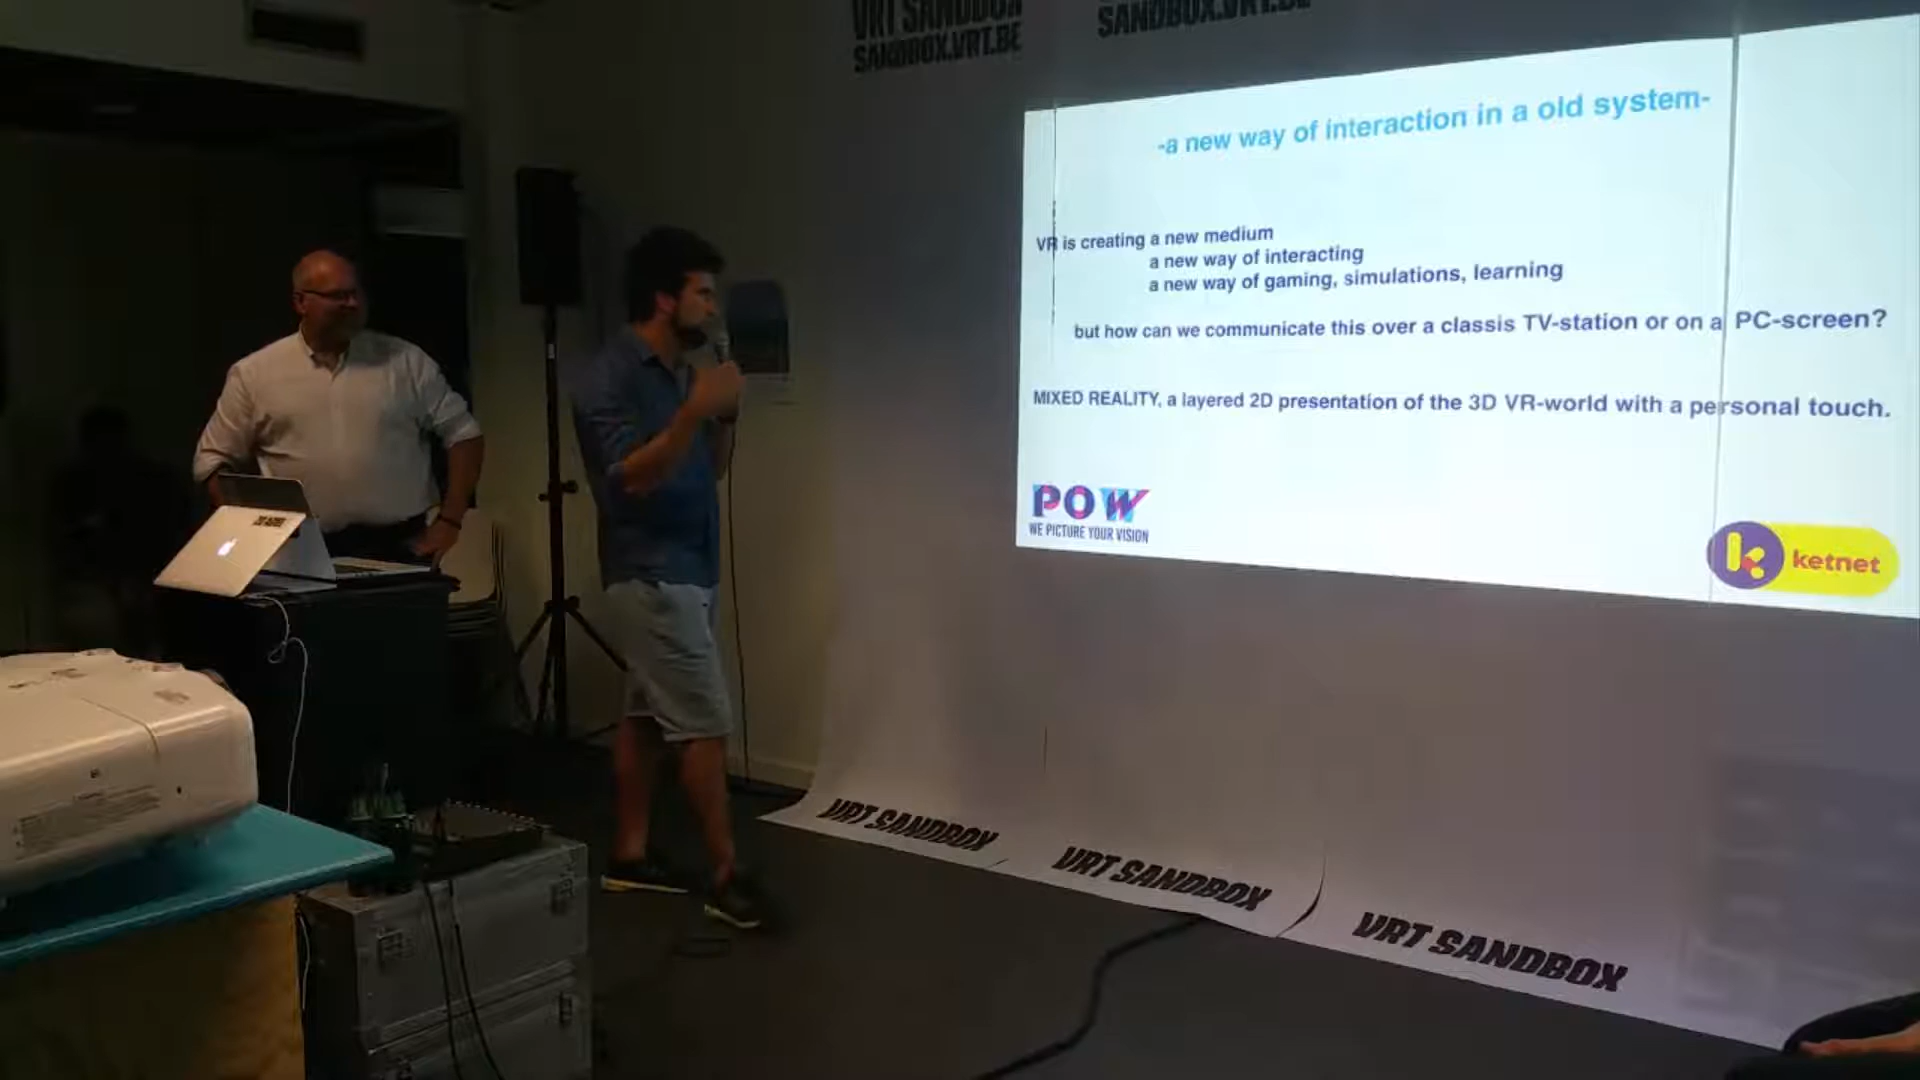 VRT SANDBOX
SANDBOX.VRT.BE
SANDBOX.VRT.BE
-a new way of interaction in a old system-
VR is creating a new medium
a new way of interacting
a new way of gaming, simulations, learning
but how can we communicate this over a classis TV-station or on a PC-screen?
MIXED REALITY, a layered 2D presentation of the 3D VR-world with a personal touch.
POW
WE PICTURE YOUR VISION
k ketnet
VRT SANDBOX
VRT SANDBOX
VRT SANDBOX